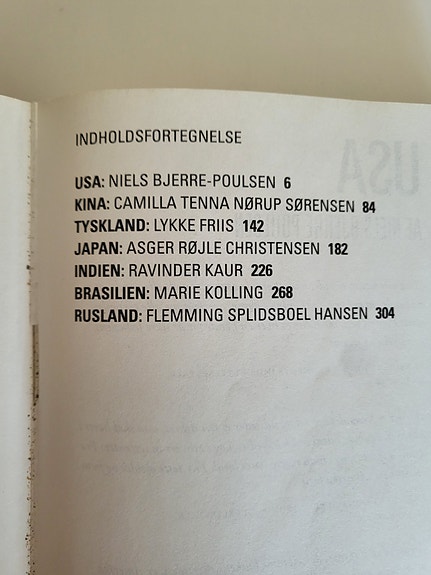 INDHOLDSFORTEGNELSE
USA: NIELS BJERRE-POULSEN 6
KINA: CAMILLA TENNA NØRUP SØRENSEN 84
TYSKLAND: LYKKE FRIIS 142
JAPAN: ASGER RØJLE CHRISTENSEN 182
INDIEN: RAVINDER KAUR 226
BRASILIEN: MARIE KOLLING 268
RUSLAND: FLEMMING SPLIDSBOEL HANSEN 304